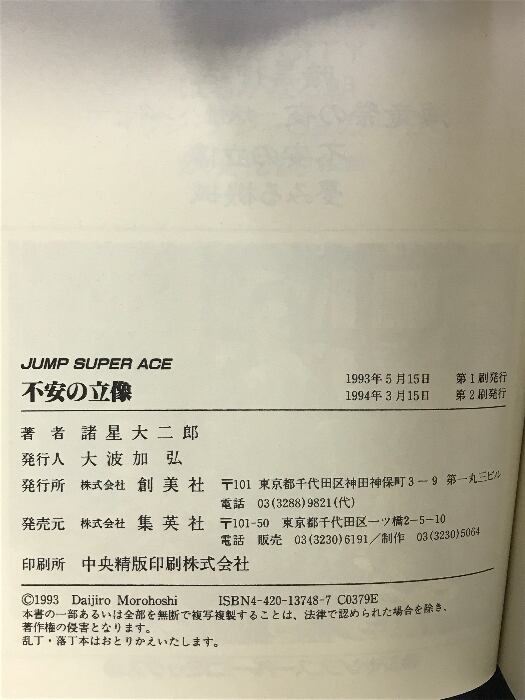 JUMP SUPER ACE
不安の立像
1993年5月15日 第1刷発行
1994年3月15日 第2刷発行
著者 諸星大二郎
発行人 大波加弘
発行所 株式会社 創美社 〒101 東京都千代田区神田神保町3-9 第一丸三ビル
電話 03(3288)9821(代)
発売元 株式会社 集英社 〒101-50 東京都千代田区一ツ橋2-5-10
電話 販売 03(3230)6191/制作 03(3230)5064
印刷所 中央精版印刷株式会社
©1993 Daijiro Morohoshi ISBN4-420-13748-7 C0379E
本書の一部あるいは全部を無断で複写複製することは、法律で認められた場合を除き、
著作権の侵害となります。
乱丁・落丁本はおとりかえいたします。